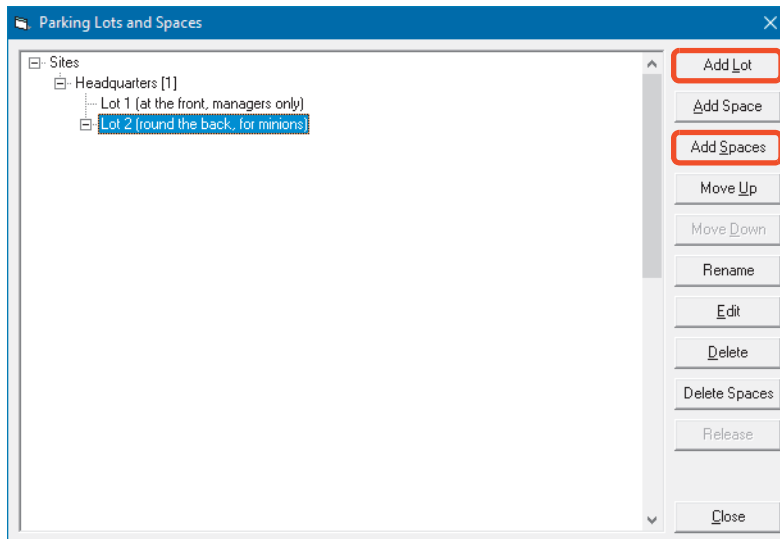 Parking Lots and Spaces
Sites
Headquarters [1]
Lot 1 (at the front, managers only)
Lot 2 (round the back, for minions)
Add Lot
Add Space
Add Spaces
Move Up
Move Down
Rename
Edit
Delete
Delete Spaces
Release
Close